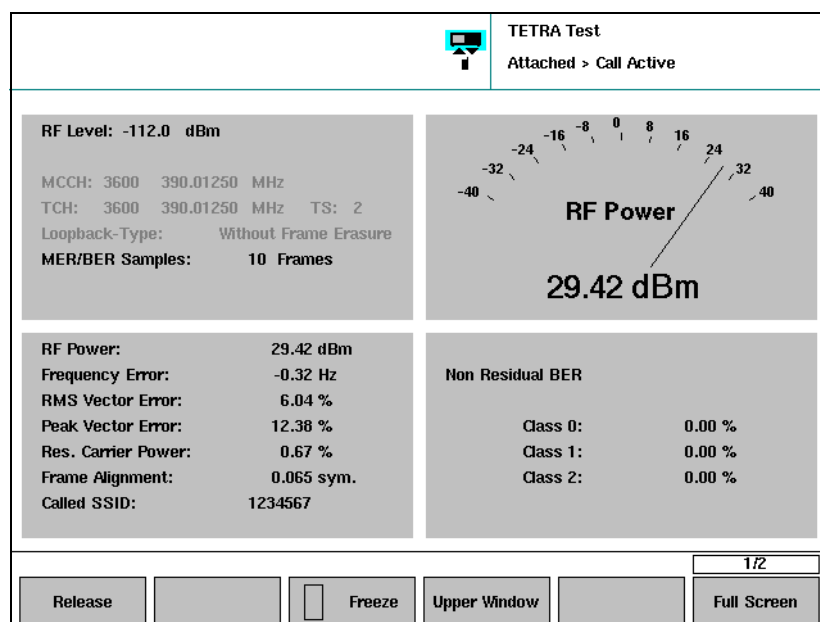 TETRA Test
Attached > Call Active
RF Level: -112.0 dBm
MCCH: 3600 390.01250 MHz
TCH: 3600 390.01250 MHz TS: 2
Loopback-Type: Without Frame Erasure
MER/BER Samples: 10 Frames
-40 -32 -24 -16 -8 0 8 16 24 32 40
RF Power
29.42 dBm
RF Power: 29.42 dBm
Frequency Error: -0.32 Hz
RMS Vector Error: 6.04 %
Peak Vector Error: 12.38 %
Res. Carrier Power: 0.67 %
Frame Alignment: 0.065 sym.
Called SSID: 1234567
Non Residual BER
Class 0: 0.00 %
Class 1: 0.00 %
Class 2: 0.00 %
1/2
Release Freeze Upper Window Full Screen